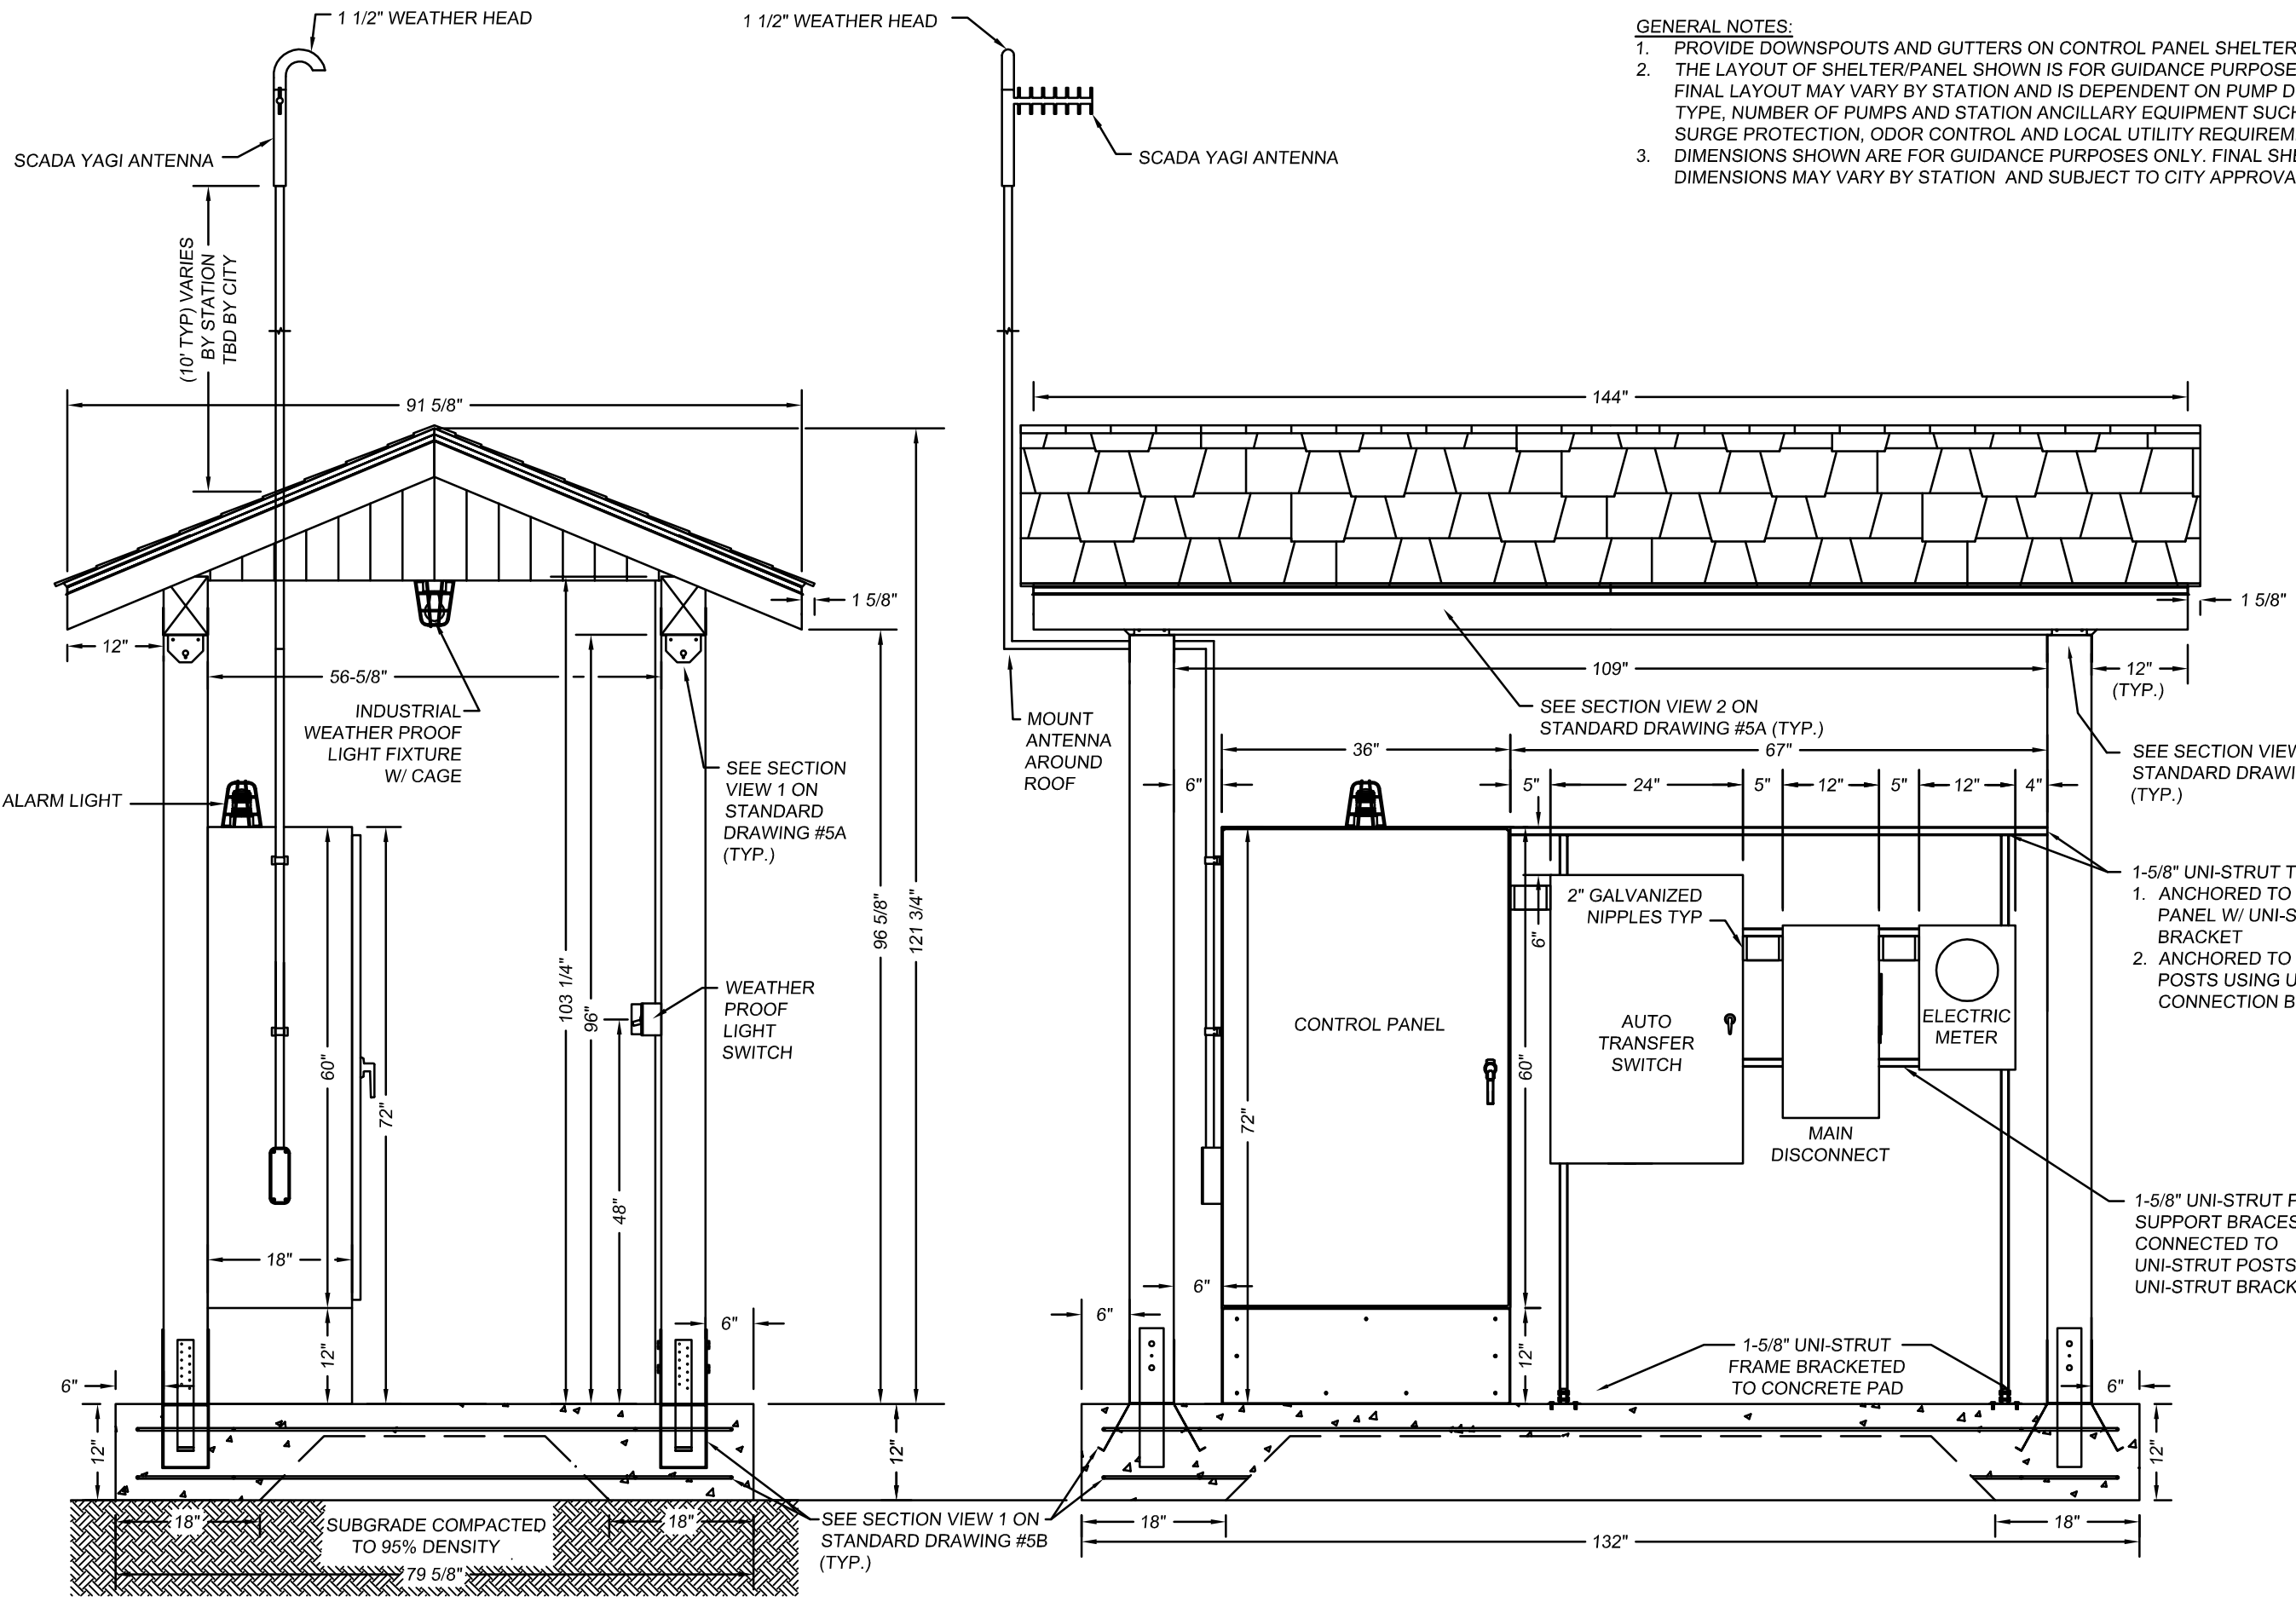 1 1/2" WEATHER HEAD
SCADA YAGI ANTENNA
(10' TYP) VARIES
BY STATION
TBD BY CITY
91 5/8"
1 5/8"
12"
56-5/8"
INDUSTRIAL
WEATHER PROOF
LIGHT FIXTURE
W/ CAGE
ALARM LIGHT
SEE SECTION
VIEW 1 ON
STANDARD
DRAWING #5A
(TYP.)
96 5/8"
121 3/4"
103 1/4"
96"
WEATHER
PROOF
LIGHT
SWITCH
60"
72"
48"
18"
12"
6"
6"
12"
12"
18"
18"
SUBGRADE COMPACTED
TO 95% DENSITY
79 5/8"
SEE SECTION VIEW 1 ON
STANDARD DRAWING #5B
(TYP.)
1 1/2" WEATHER HEAD
SCADA YAGI ANTENNA
GENERAL NOTES:
1. PROVIDE DOWNSPOUTS AND GUTTERS ON CONTROL PANEL SHELTER
2. THE LAYOUT OF SHELTER/PANEL SHOWN IS FOR GUIDANCE PURPOSE
FINAL LAYOUT MAY VARY BY STATION AND IS DEPENDENT ON PUMP D
TYPE, NUMBER OF PUMPS AND STATION ANCILLARY EQUIPMENT SUCH
SURGE PROTECTION, ODOR CONTROL AND LOCAL UTILITY REQUIREM
3. DIMENSIONS SHOWN ARE FOR GUIDANCE PURPOSES ONLY. FINAL SHE
DIMENSIONS MAY VARY BY STATION AND SUBJECT TO CITY APPROVA
144"
1 5/8"
109"
12"
(TYP.)
MOUNT
ANTENNA
AROUND
ROOF
SEE SECTION VIEW 2 ON
STANDARD DRAWING #5A (TYP.)
SEE SECTION VIEW
STANDARD DRAWI
(TYP.)
36"
67"
6"
5"
24"
5"
12"
5"
12"
4"
1-5/8" UNI-STRUT T
1. ANCHORED TO
PANEL W/ UNI-S
BRACKET
2. ANCHORED TO
POSTS USING U
CONNECTION B
2" GALVANIZED
NIPPLES TYP
6"
CONTROL PANEL
AUTO
TRANSFER
SWITCH
ELECTRIC
METER
MAIN
DISCONNECT
72"
60"
1-5/8" UNI-STRUT F
SUPPORT BRACES
CONNECTED TO
UNI-STRUT POSTS
UNI-STRUT BRACK
6"
6"
12"
1-5/8" UNI-STRUT
FRAME BRACKETED
TO CONCRETE PAD
6"
12"
18"
18"
132"